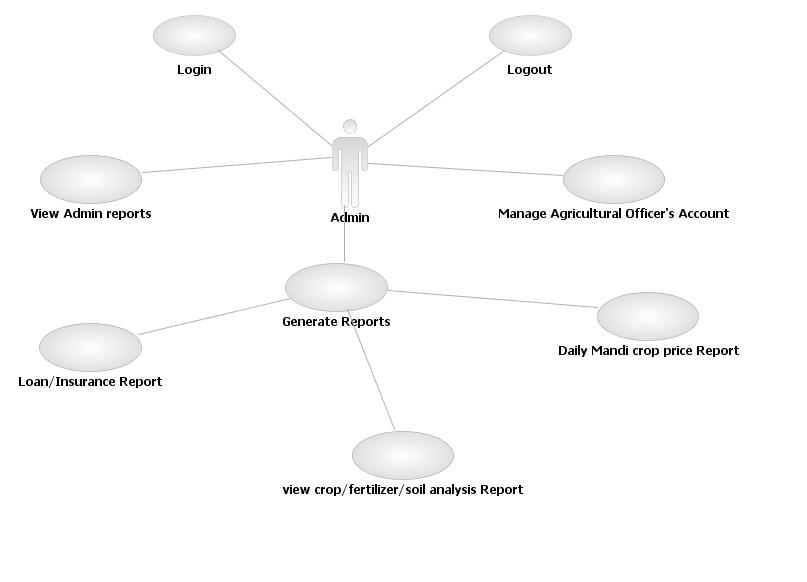 Login
Logout
View Admin reports
Admin
Manage Agricultural Officer's Account
Generate Reports
Loan/Insurance Report
Daily Mandi crop price Report
view crop/fertilizer/soil analysis Report